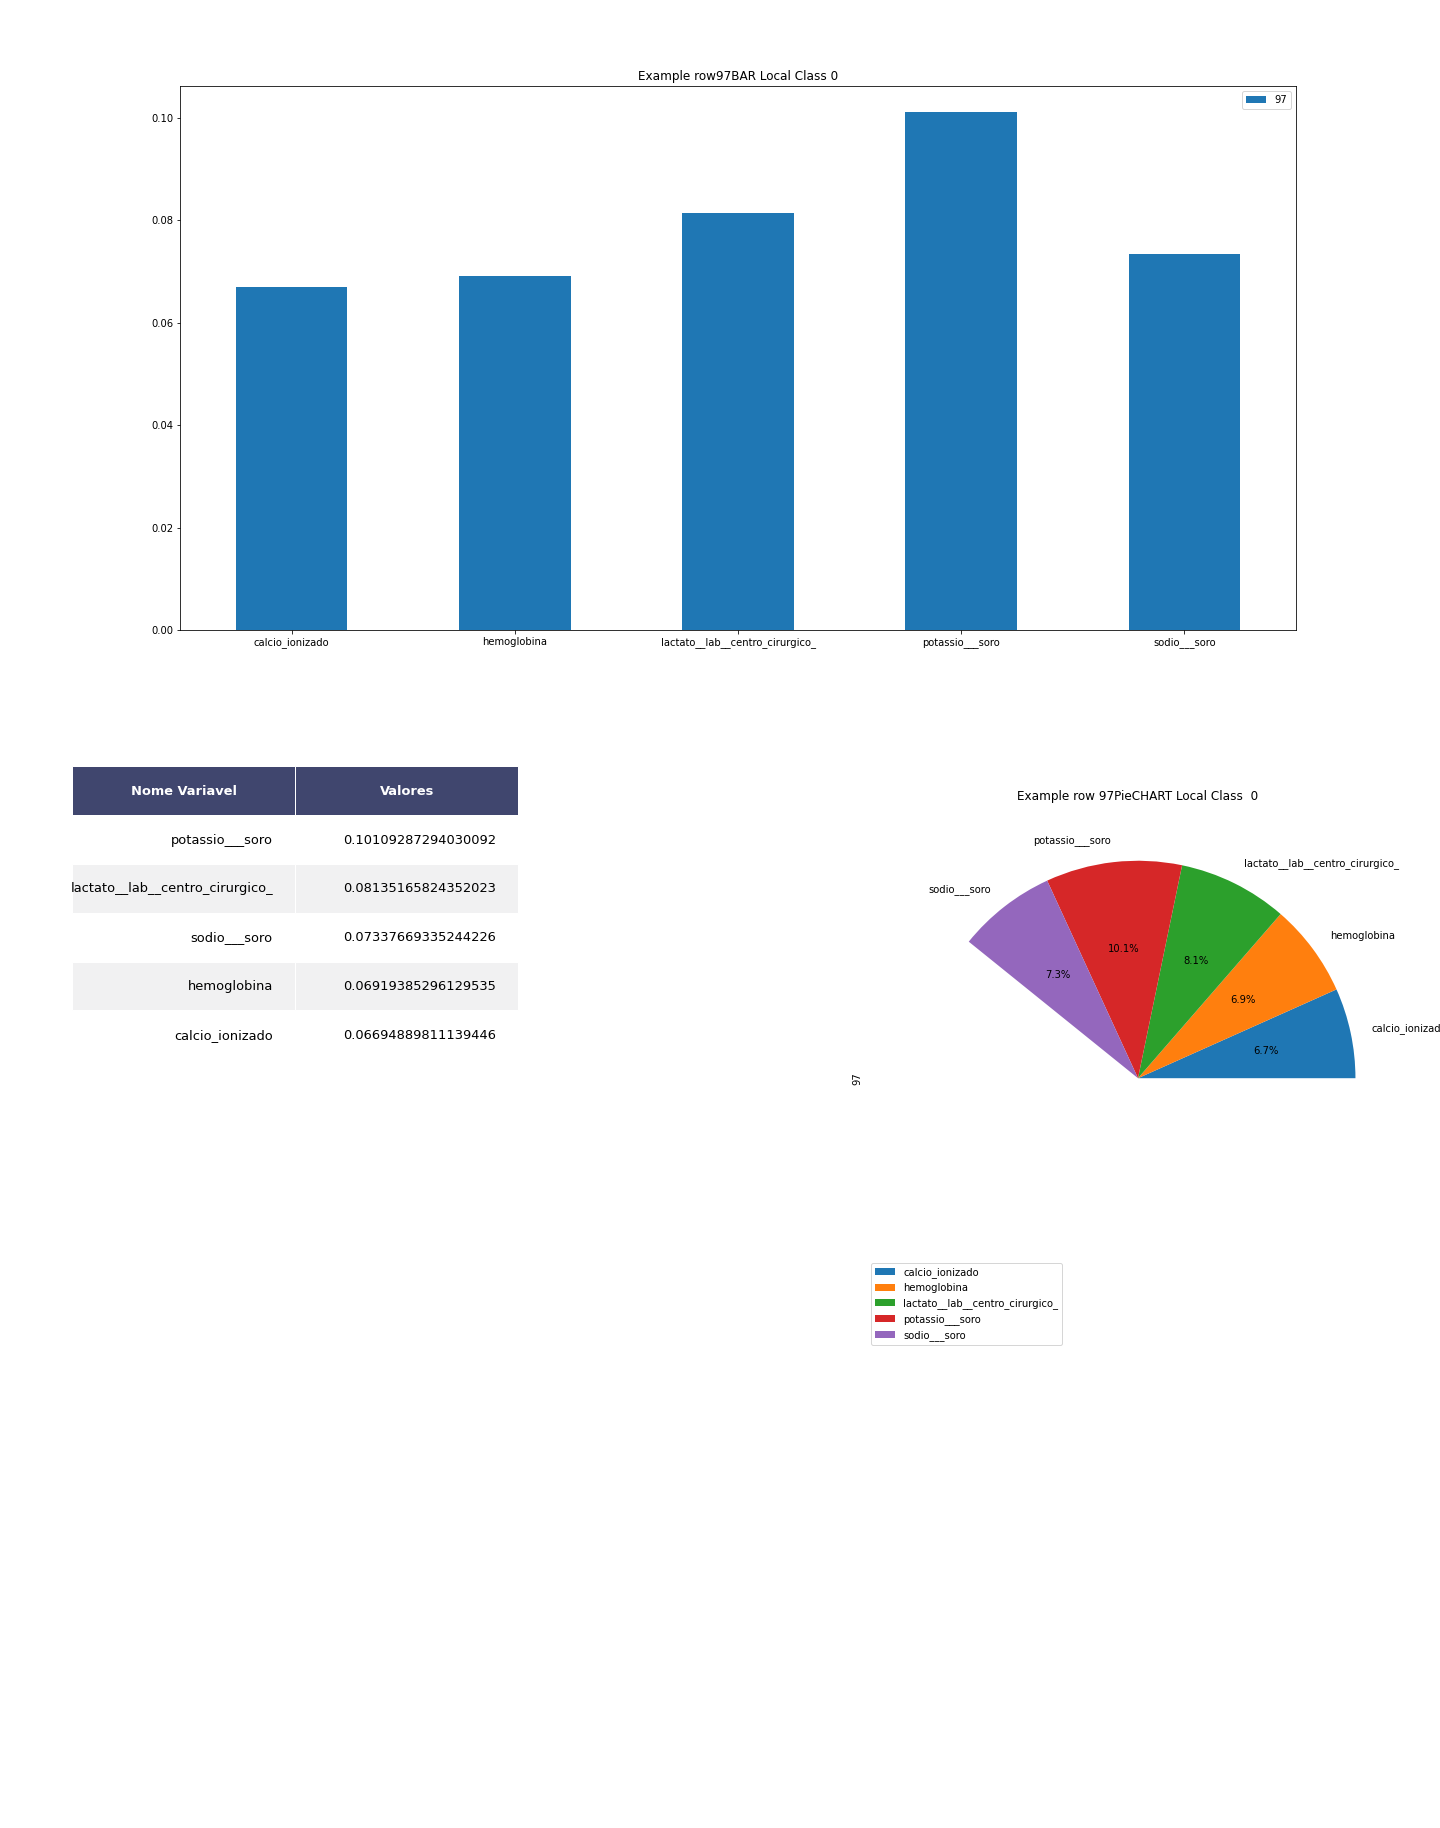 Example row97BAR Local Class 0
97
0.10
0.08
0.06
0.04
0.02
0.00
calcio_ionizado
hemoglobina
lactato__lab__centro_cirurgico_
potassio___soro
sodio___soro
Nome Variavel Valores
potassio___soro 0.10109287294030092
lactato__lab__centro_cirurgico_ 0.08135165824352023
sodio___soro 0.07337669335244226
hemoglobina 0.06919385296129535
calcio_ionizado 0.06694889811139446
Example row 97PieCHART Local Class  0
potassio___soro
lactato__lab__centro_cirurgico_
sodio___soro
hemoglobina
10.1%
8.1%
7.3%
6.9%
calcio_ionizad
6.7%
97
calcio_ionizado
hemoglobina
lactato__lab__centro_cirurgico_
potassio___soro
sodio___soro